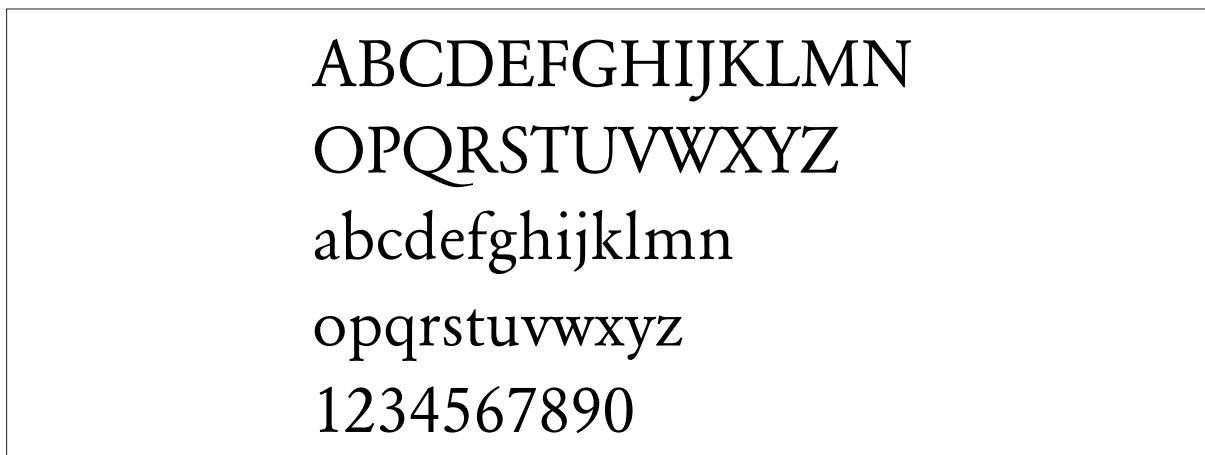 ABCDEFGHIJKLMN
OPQRSTUVWXYZ
abcdefghijklmn
opqrstuvwxyz
1234567890